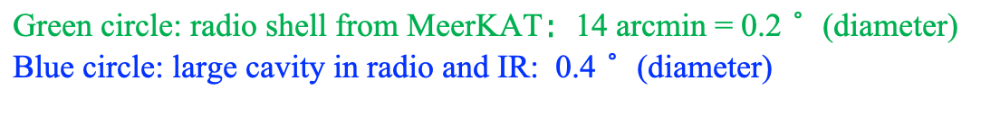 Green circle: radio shell from MeerKAT： 14 arcmin = 0.2 ° (diameter)
Blue circle: large cavity in radio and IR: 0.4 ° (diameter)